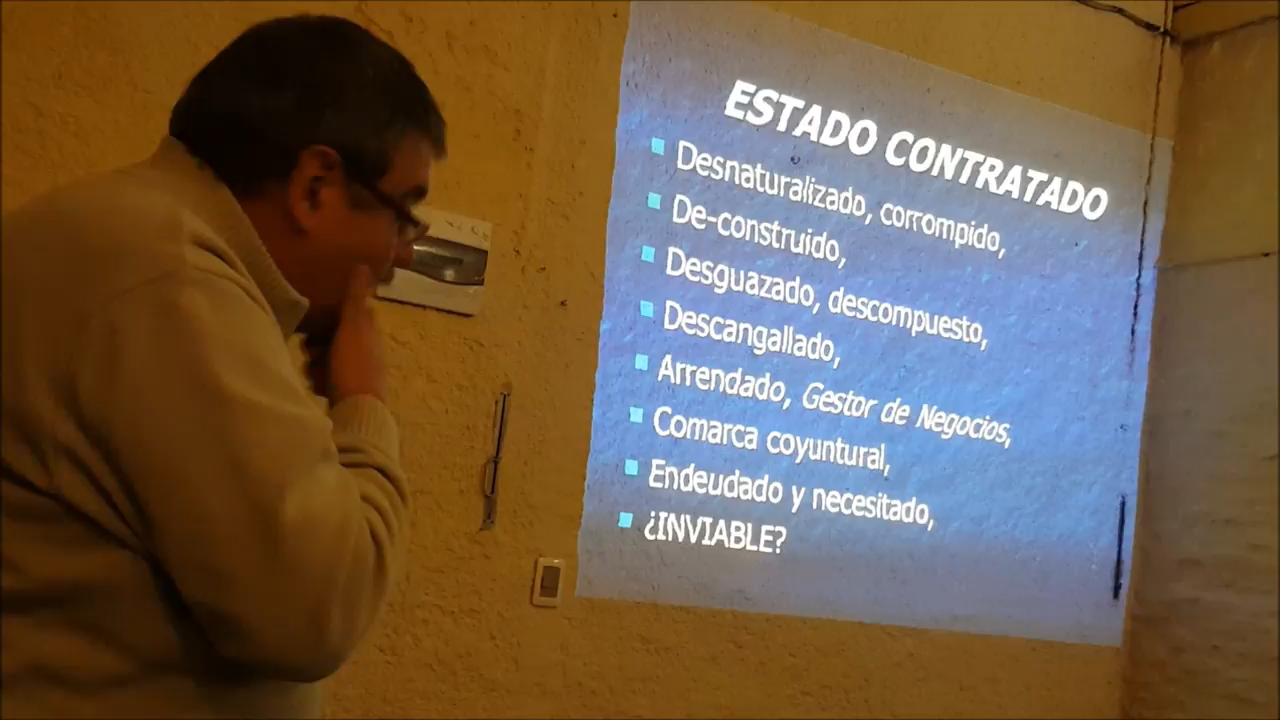 ESTADO CONTRATADO
Desnaturalizado, corrompido,
De-construido,
Desguazado, descompuesto,
Descangallado,
Arrendado, Gestor de Negocios,
Comarca coyuntural,
Endeudado y necesitado,
¿INVIABLE?